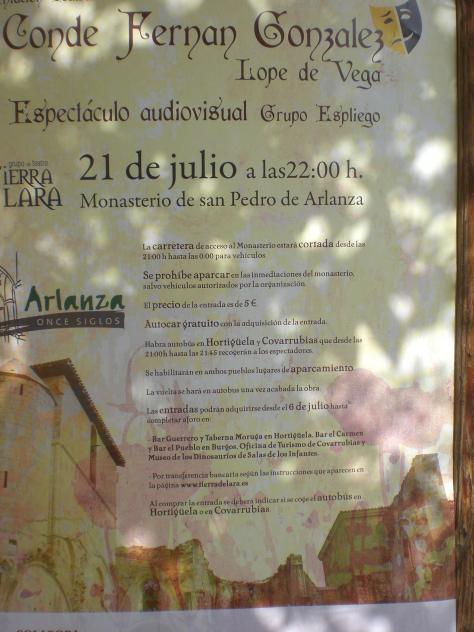 Conde Fernan Gonzalez
Lope de Vega
Espectáculo audiovisual Grupo Espliego
grupo de teatro
TIERRA
LARA
21 de julio a las22:00 h.
Monasterio de san Pedro de Arlanza
La carretera de acceso al Monasterio estará cortada desde las
21:00 h hasta las 0:00 para vehículos
Se prohíbe aparcar en las inmediaciones del monasterio,
salvo vehículos autorizados por la organización.
El precio de la entrada es de 5 €
Autocar gratuito con la adquisición de la entrada.
Habrá autobús en Hortigüela y Covarrubias que desde las
21:00h hasta las 21:45 recogerán a los espectadores.
Se habilitarán en ambos pueblos lugares de aparcamiento.
La vuelta se hará en autobus una vez acabada la obra.
Las entradas podrán adquirirse desde el 6 de julio hasta
completar aforo en:
- Bar Guerrero y Taberna Moruga en Hortigüela. Bar el Carmen
y Bar el Pueblo en Burgos. Oficina de Turismo de Covarrubias y
Museo de los Dinosaurios de Salas de los Infantes.
- Por transferencia bancaria según las instrucciones que aparecen en
la página www.tierradelara.es
Al comprar la entrada se deberá indicar si se coge el autobús en
Hortigüela o en Covarrubias.
Arlanza
ONCE SIGLOS